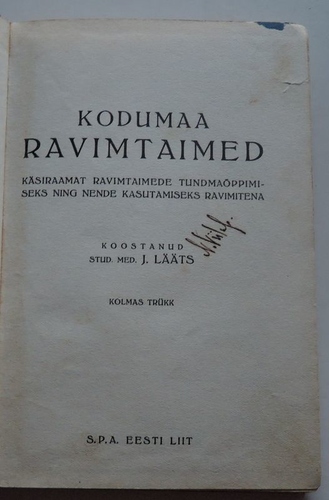 KODUMAA
RAVIMTAIMED
KÄSIRAAMAT RAVIMTAIMEDE TUNDMAÕPPIMI-
SEKS NING NENDE KASUTAMISEKS RAVIMITENA
KOOSTANUD
STUD. MED. J. LÄÄTS
KOLMAS TRÜKK
S.P.A. EESTI LIIT